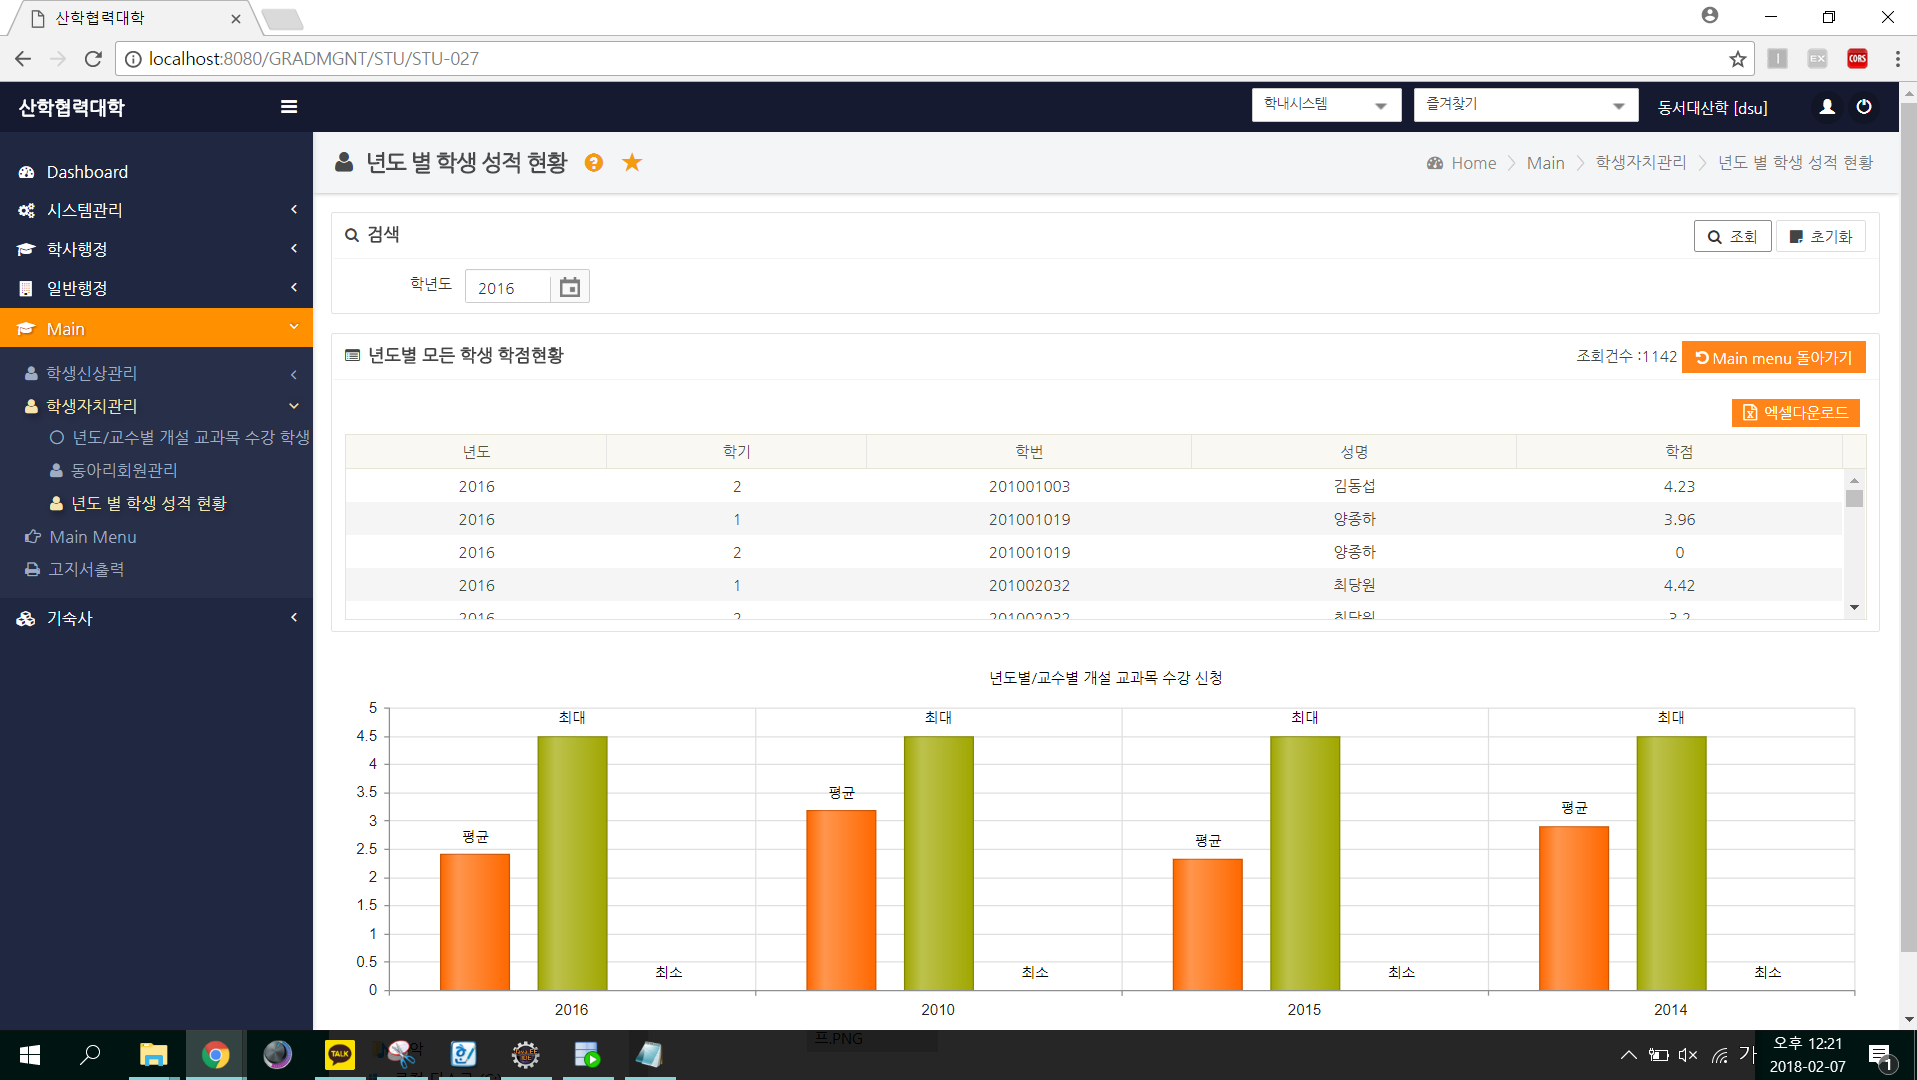 산학협력대학
localhost:8080/GRADMGNT/STU/STU-027
EX
CORS
산학협력대학
학내시스템
즐겨찾기
동서대산학 [dsu]
Dashboard
시스템관리
학사행정
일반행정
Main
학생신상관리
학생자치관리
년도/교수별 개설 교과목 수강 학생
동아리회원관리
년도 별 학생 성적 현황
Main Menu
고지서출력
기숙사
년도 별 학생 성적 현황
Home Main 학생자치관리 년도 별 학생 성적 현황
검색
조회 초기화
학년도 2016
년도별 모든 학생 학점현황
조회건수 :1142 Main menu 돌아가기
엑셀다운로드
년도 학기 학번 성명 학점
2016 2 201001003 김동섭 4.23
2016 1 201001019 양종하 3.96
2016 2 201001019 양종하 0
2016 1 201002032 최당원 4.42
2016 2 201002032 최당원 3.2
년도별/교수별 개설 교과목 수강 신청
5
4.5
4
3.5
3
2.5
2
1.5
1
0.5
0
평균 최대 최소
평균 최대 최소
평균 최대 최소
평균 최대 최소
2016 2010 2015 2014
프.PNG
TALK
가
오후 12:21
2018-02-07
1